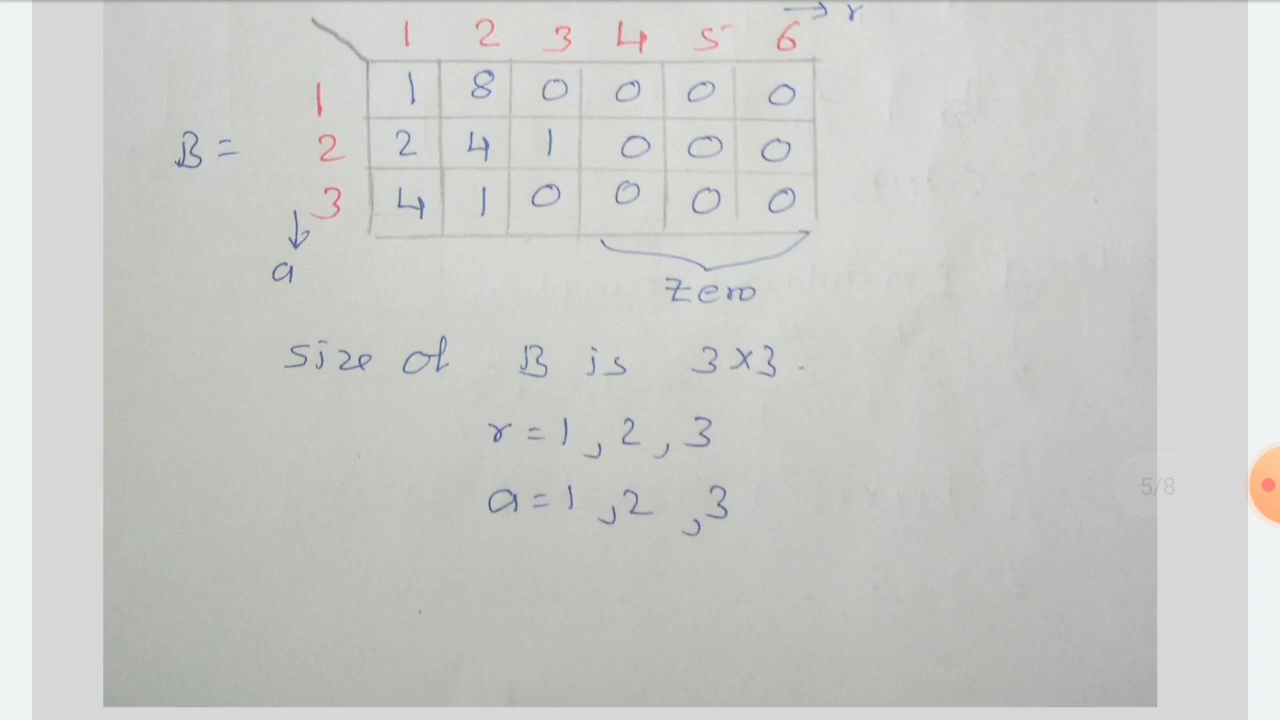 → r
1 2 3 4 5 6
1 1 8 0 0 0 0
B = 2 2 4 1 0 0 0
3 4 1 0 0 0 0
↓
a
Zero
Size of B is 3×3.
r = 1, 2, 3
a = 1, 2, 3
5/8